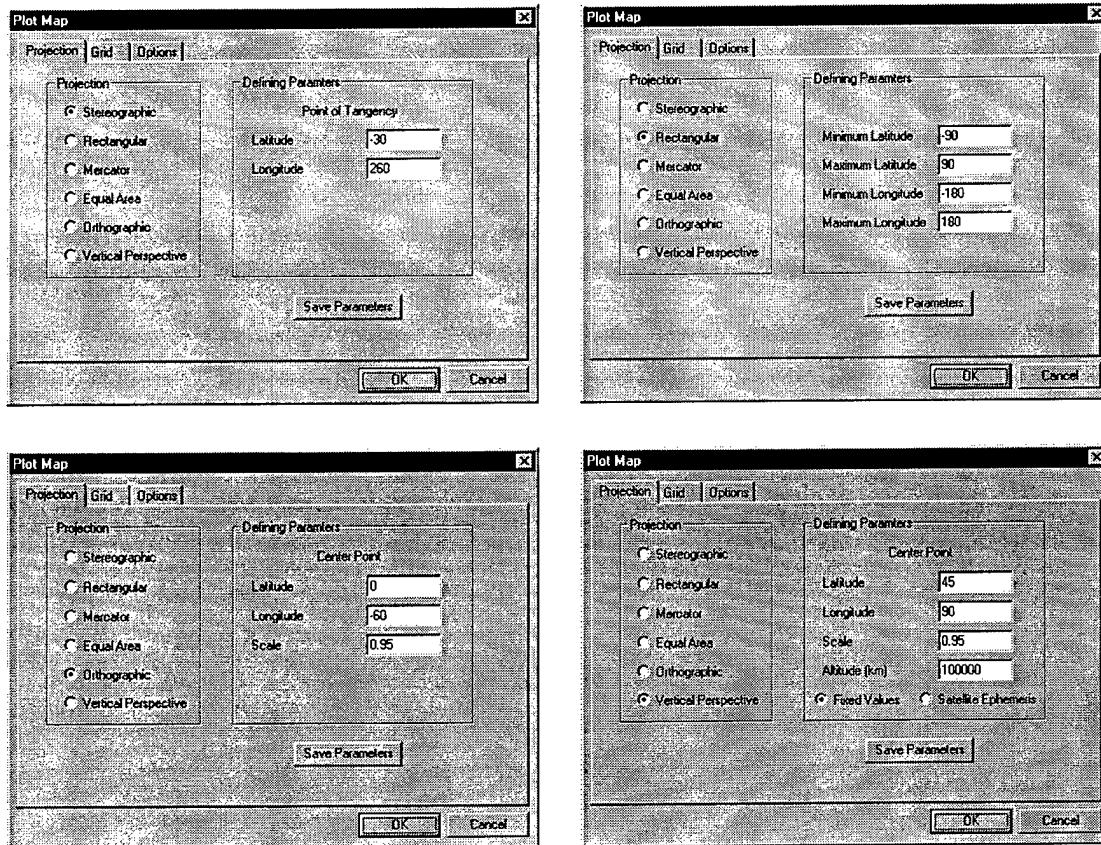 Plot Map
Projection Grid Options
Projection
Stereographic
Rectangular
Mercator
Equal Area
Orthographic
Vertical Perspective
Defining Paramters
Point of Tangency
Latitude -30
Longitude 260
Save Parameters
OK Cancel
Plot Map
Projection Grid Options
Projection
Stereographic
Rectangular
Mercator
Equal Area
Orthographic
Vertical Perspective
Defining Paramters
Minimum Latitude -90
Maximum Latitude 90
Minimum Longitude -180
Maximum Longitude 180
Save Parameters
OK Cancel
Plot Map
Projection Grid Options
Projection
Stereographic
Rectangular
Mercator
Equal Area
Orthographic
Vertical Perspective
Defining Paramters
Center Point
Latitude 0
Longitude -60
Scale 0.95
Save Parameters
OK Cancel
Plot Map
Projection Grid Options
Projection
Stereographic
Rectangular
Mercator
Equal Area
Orthographic
Vertical Perspective
Defining Paramters
Center Point
Latitude 45
Longitude 90
Scale 0.95
Altitude (km) 100000
Fixed Values Satellite Ephemeris
Save Parameters
OK Cancel